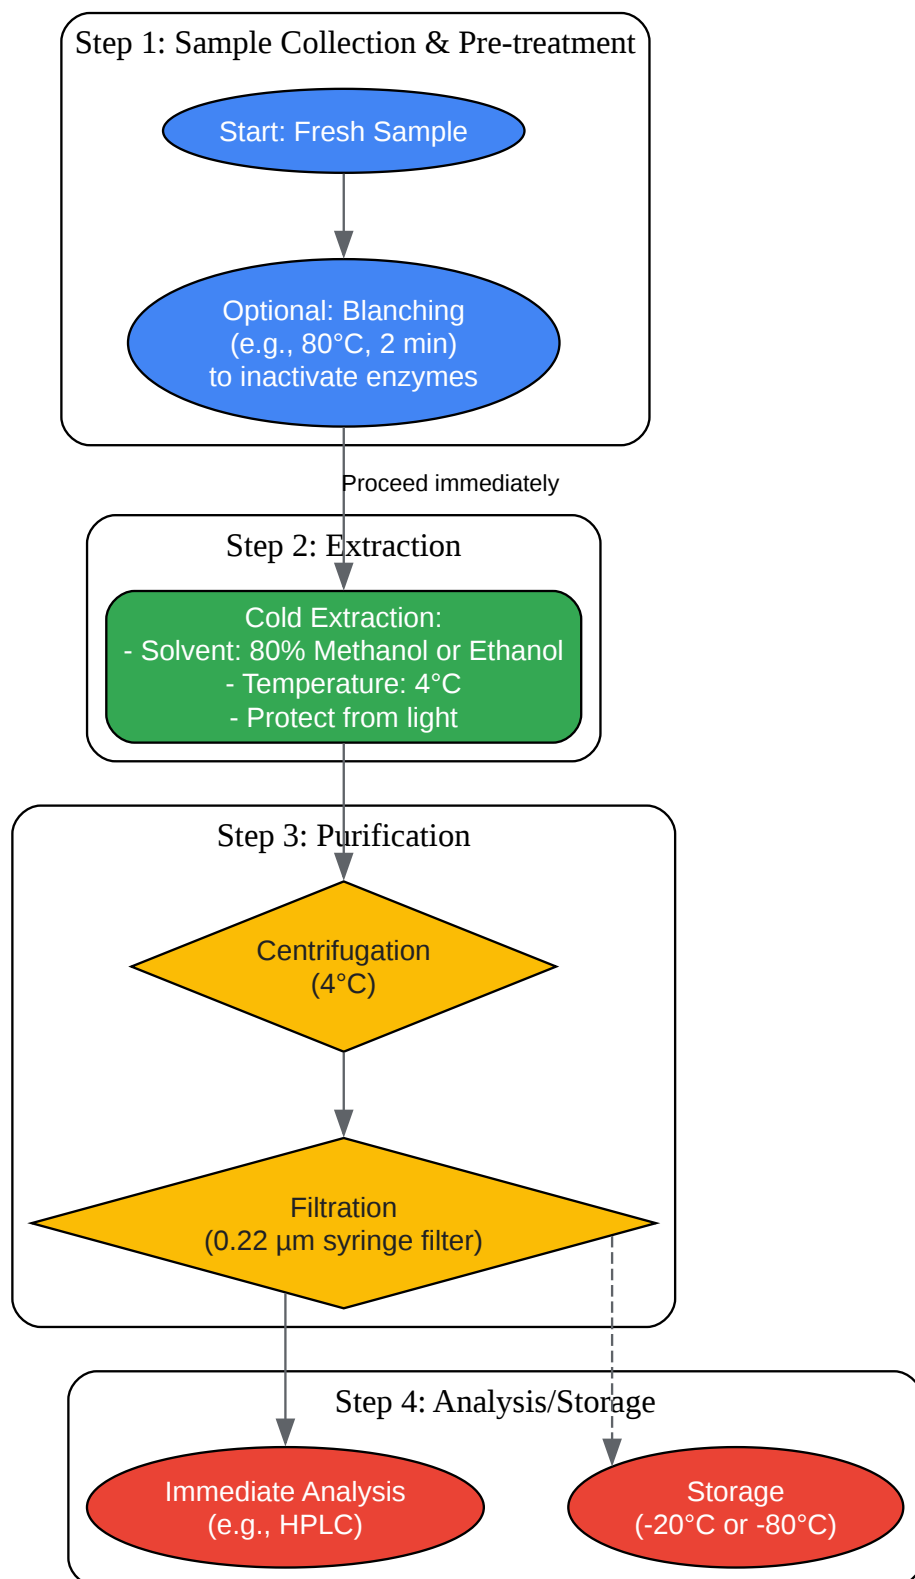 Step 1: Sample Collection & Pre-treatment
Start: Fresh Sample
Optional: Blanching
(e.g., 80°C, 2 min)
to inactivate enzymes
Proceed immediately
Step 2: Extraction
Cold Extraction:
- Solvent: 80% Methanol or Ethanol
- Temperature: 4°C
- Protect from light
Step 3: Purification
Centrifugation
(4°C)
Filtration
(0.22 µm syringe filter)
Step 4: Analysis/Storage
Immediate Analysis
(e.g., HPLC)
Storage
(-20°C or -80°C)